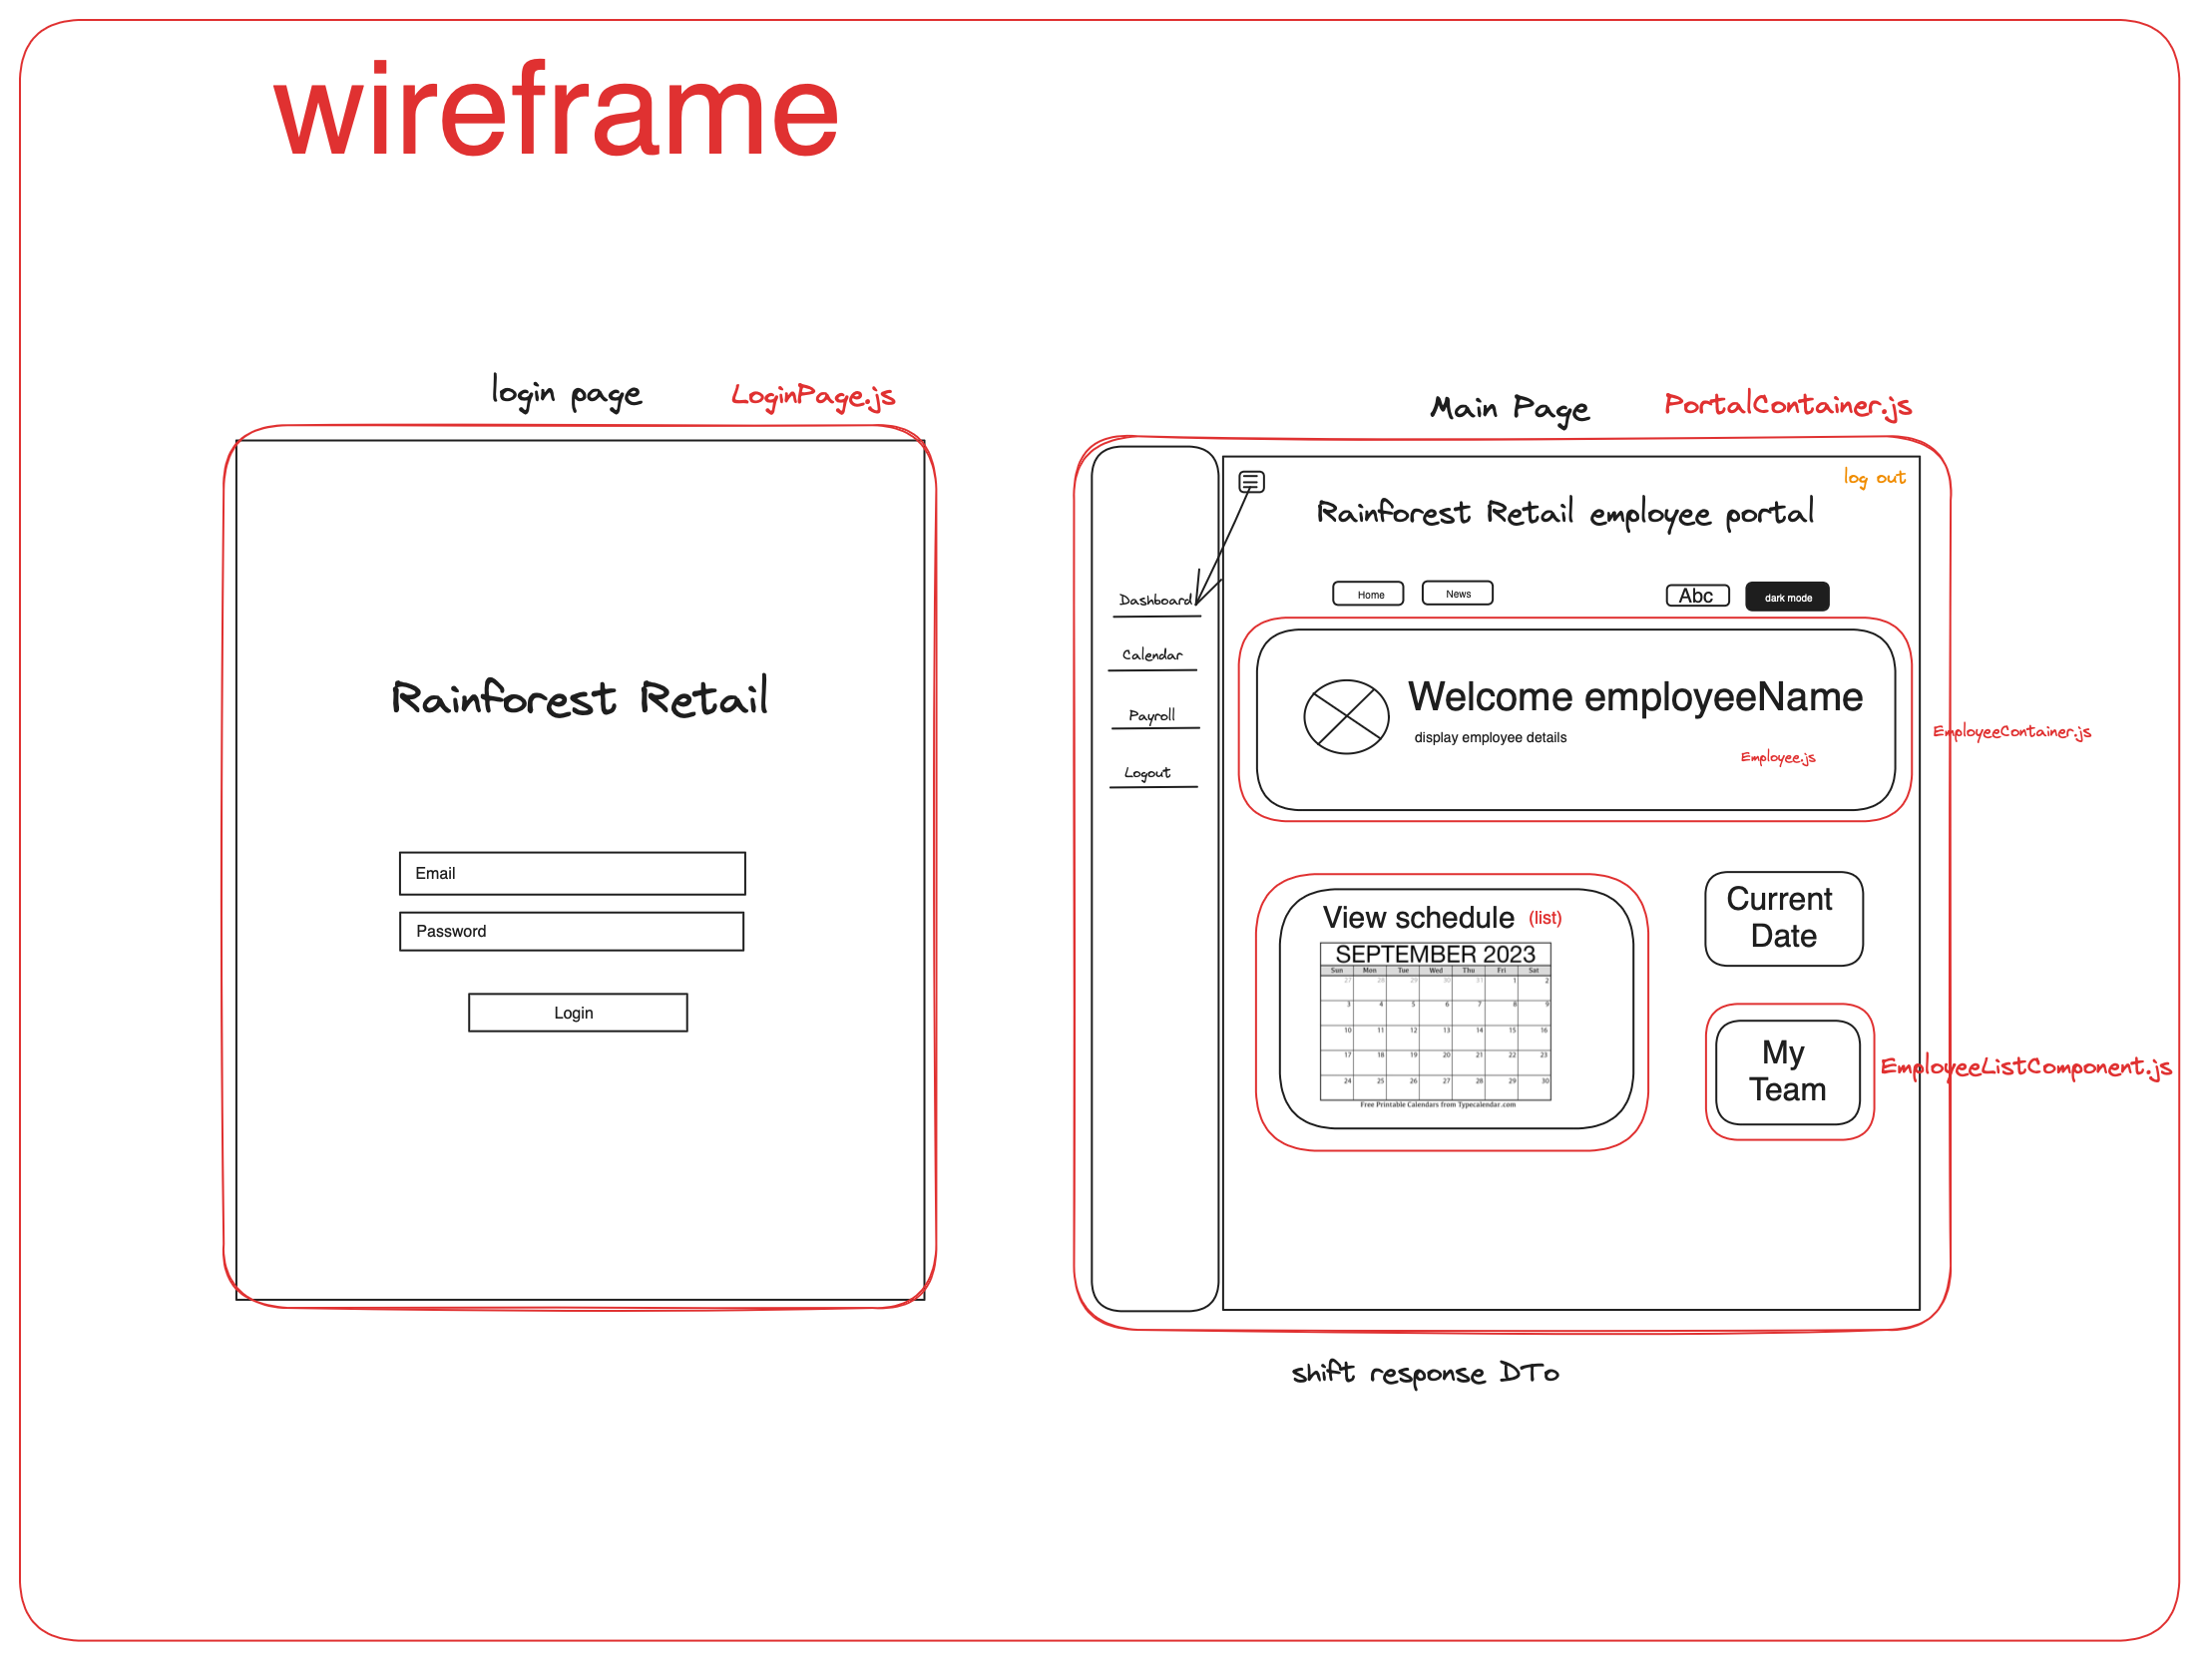 wireframe
login page
LoginPage.js
Rainforest Retail
Email
Password
Login
Main Page
PortalContainer.js
log out
Rainforest Retail employee portal
Home
News
Abc
dark mode
Dashboard
Calendar
Payroll
Logout
Welcome employeeName
display employee details
Employee.js
EmployeeContainer.js
View schedule (list)
SEPTEMBER 2023
Sun Mon Tue Wed Thu Fri Sat
27 28 29 30 31 1 2
3 4 5 6 7 8 9
10 11 12 13 14 15 16
17 18 19 20 21 22 23
24 25 26 27 28 29 30
Free Printable Calendars from Typecalendar.com
Current
Date
My
Team
EmployeeListComponent.js
shift response DTo